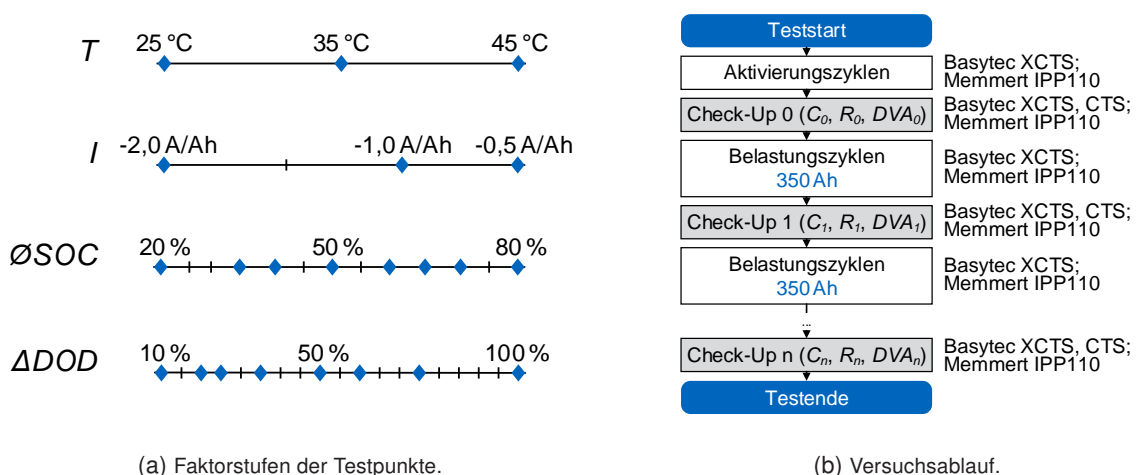 T
25 °C 35 °C 45 °C
I
-2,0 A/Ah -1,0 A/Ah -0,5 A/Ah
ØSOC
20 % 50 % 80 %
ΔDOD
10 % 50 % 100 %
(a) Faktorstufen der Testpunkte.
Teststart
Aktivierungszyklen
Basytec XCTS;
Memmert IPP110
Check-Up 0 (C0, R0, DVA0)
Basytec XCTS, CTS;
Memmert IPP110
Belastungszyklen
350 Ah
Basytec XCTS;
Memmert IPP110
Check-Up 1 (C1, R1, DVA1)
Basytec XCTS, CTS;
Memmert IPP110
Belastungszyklen
350 Ah
Basytec XCTS;
Memmert IPP110
...
Check-Up n (Cn, Rn, DVAn)
Basytec XCTS, CTS;
Memmert IPP110
Testende
(b) Versuchsablauf.